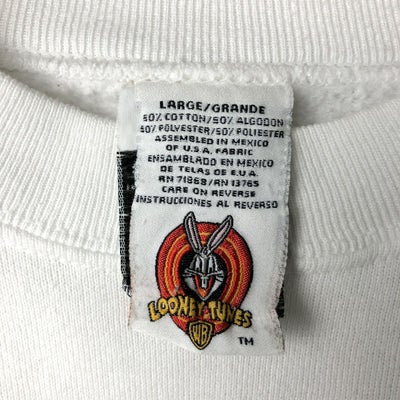 LARGE/GRANDE
50% COTTON/50% ALGODON
50% POLYESTER/50% POLIESTER
ASSEMBLED IN MEXICO
OF U.S.A. FABRIC
ENSAMBLADO EN MEXICO
DE TELAS DE E.U.A.
RN 71868/RN 13765
CARE ON REVERSE
INSTRUCCIONES AL REVERSO
LOONEY TUNES
WB
TM